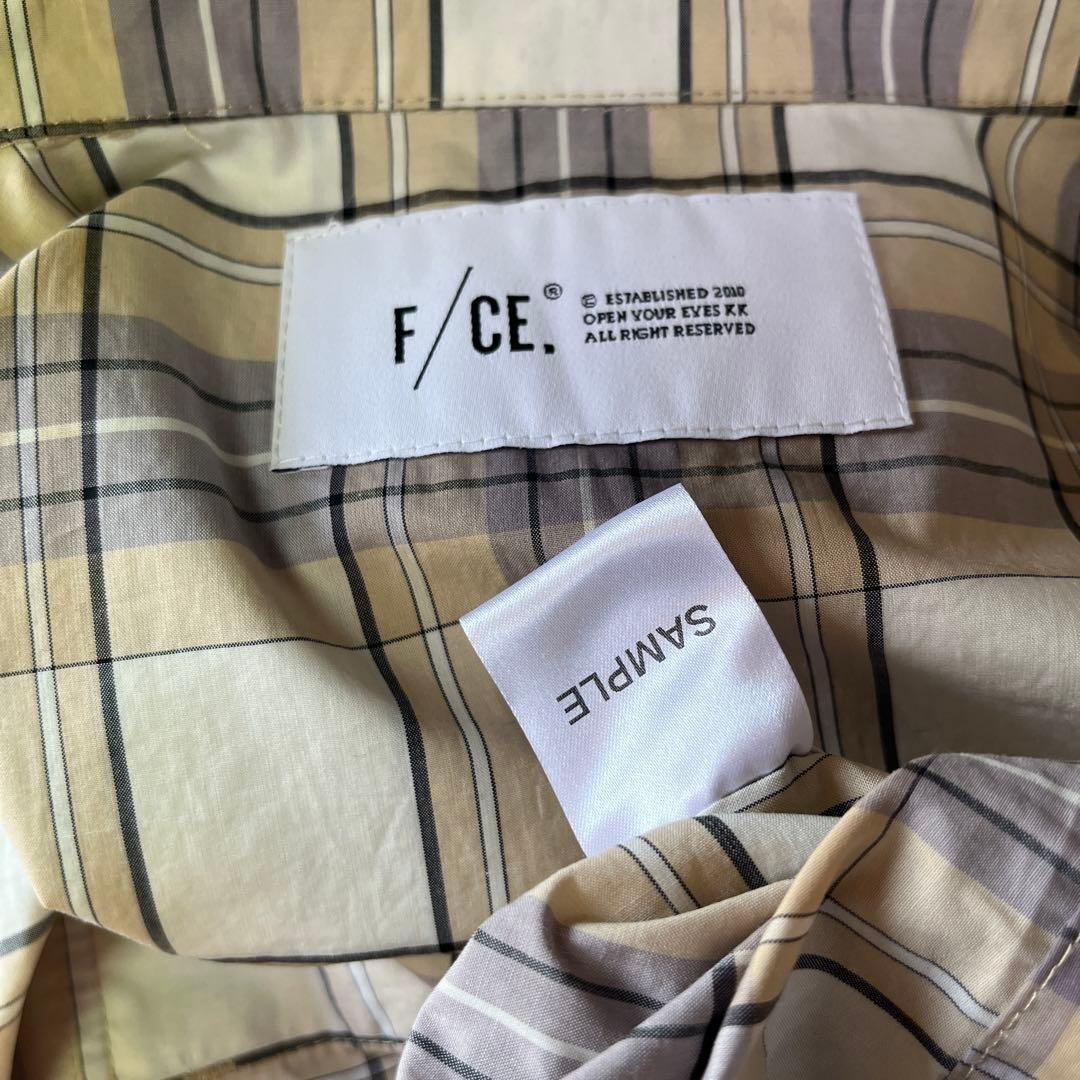 F/CE.®
© ESTABLISHED 2010
OPEN YOUR EYES KK
ALL RIGHT RESERVED
SAMPLE